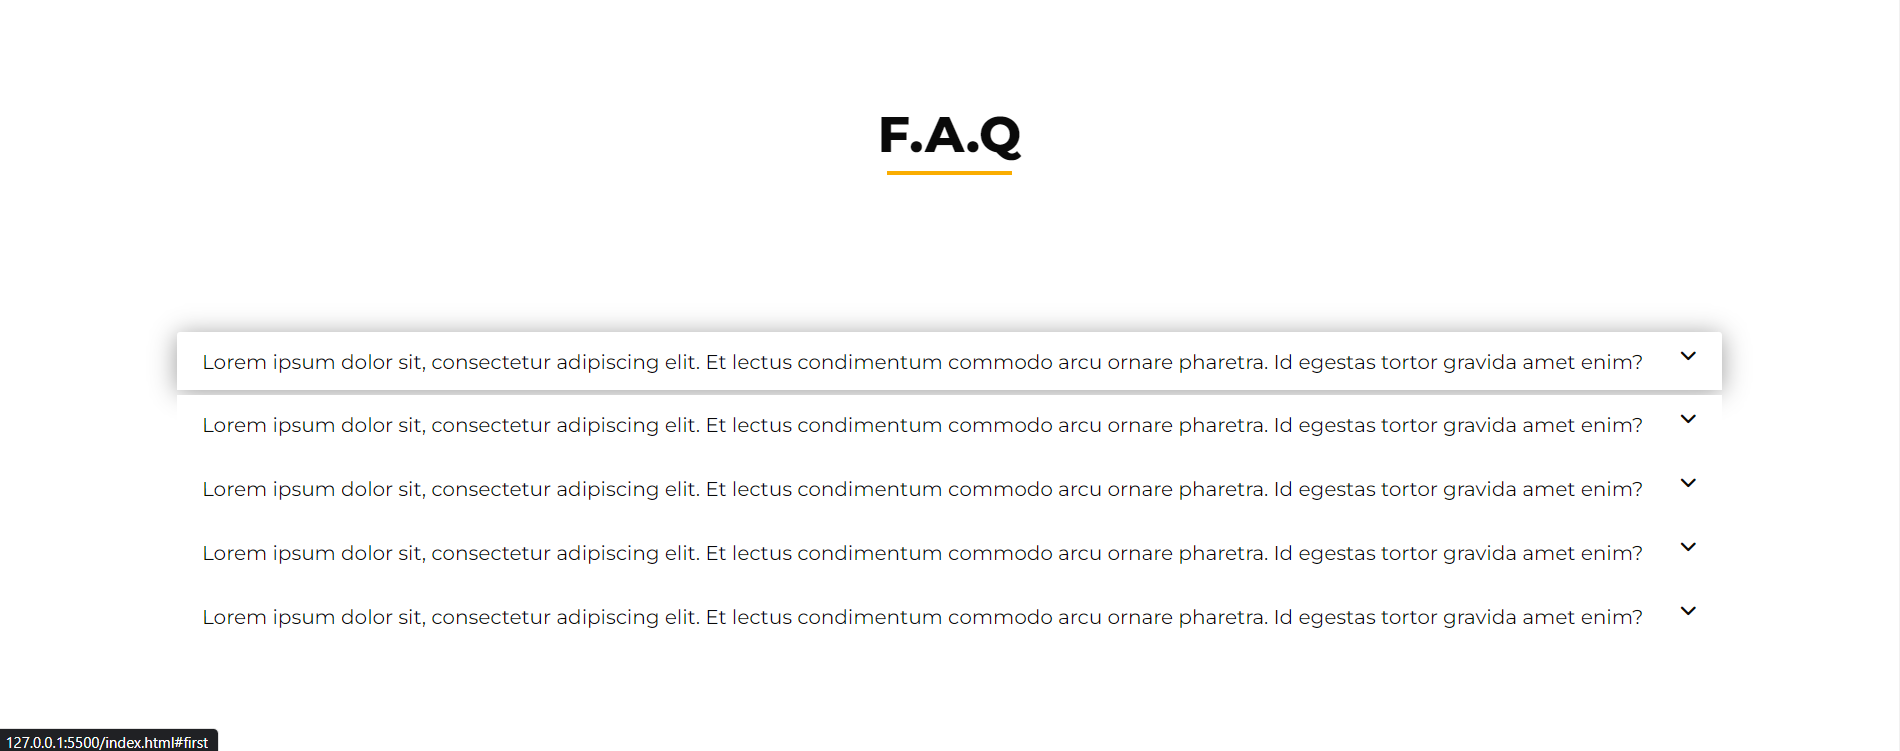 F.A.Q
Lorem ipsum dolor sit, consectetur adipiscing elit. Et lectus condimentum commodo arcu ornare pharetra. Id egestas tortor gravida amet enim?
Lorem ipsum dolor sit, consectetur adipiscing elit. Et lectus condimentum commodo arcu ornare pharetra. Id egestas tortor gravida amet enim?
Lorem ipsum dolor sit, consectetur adipiscing elit. Et lectus condimentum commodo arcu ornare pharetra. Id egestas tortor gravida amet enim?
Lorem ipsum dolor sit, consectetur adipiscing elit. Et lectus condimentum commodo arcu ornare pharetra. Id egestas tortor gravida amet enim?
Lorem ipsum dolor sit, consectetur adipiscing elit. Et lectus condimentum commodo arcu ornare pharetra. Id egestas tortor gravida amet enim?
127.0.0.1:5500/index.html#first